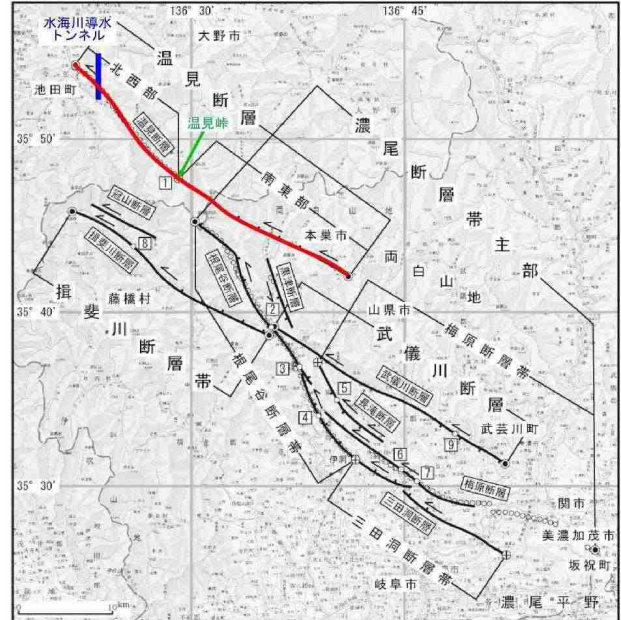 136°30′
136°45′
水海川導水
トンネル
大野市
温見断層
北西部
池田町
温見断層
温見峠
35°50′
濃尾断層帯主部
南東部
1
冠山断層
本巣市
両白山地
揖斐川断層
8
根尾谷断層
黒津断層
藤橋村
揖斐川断層帯
35°40′
山県市
梅原断層帯
2
武儀川断層
根尾谷断層帯
3
5
武儀川断層
長滝断層
武芸川町
4
9
6
伊洞
7
35°30′
梅原断層
関市
三田洞断層
美濃加茂市
三田洞断層帯
坂祝町
岐阜市
濃尾平野
0
10km